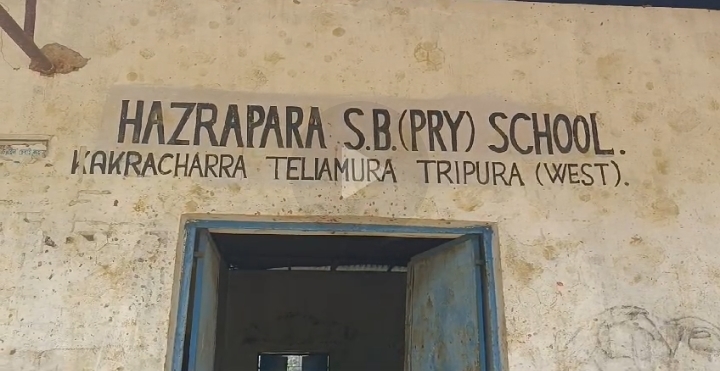 HAZRAPARA S.B.(PRY) SCHOOL.
KAKRACHARRA TELIAMURA TRIPURA (WEST).